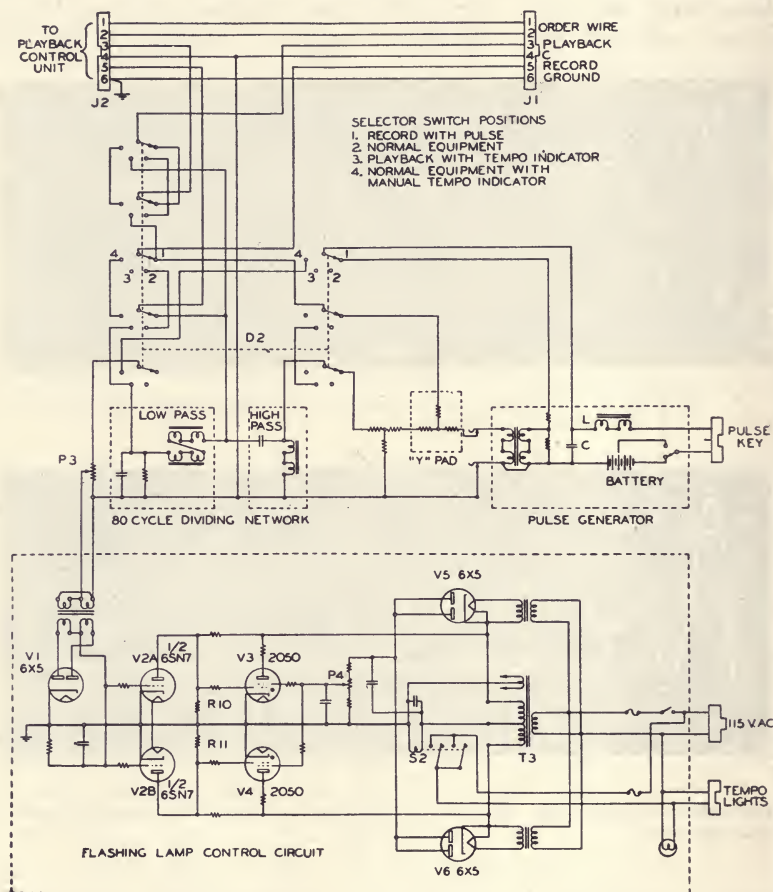 TO
PLAYBACK
CONTROL
UNIT
1
2
3
4
5
6
J2
1
2
3
4
5
6
J1
ORDER WIRE
PLAYBACK
C
RECORD
GROUND
SELECTOR SWITCH POSITIONS
1. RECORD WITH PULSE
2. NORMAL EQUIPMENT
3. PLAYBACK WITH TEMPO INDICATOR
4. NORMAL EQUIPMENT WITH
MANUAL TEMPO INDICATOR
4
1
3
2
4
1
3
2
D2
LOW PASS
HIGH
PASS
P3
80 CYCLE DIVIDING NETWORK
"Y" PAD
L
C
BATTERY
PULSE
KEY
PULSE GENERATOR
V5 6X5
V1
6X5
V2A
1/2
6SN7
V3
2050
P4
R10
R11
V2B
1/2
6SN7
V4
2050
S2
T3
115 V.AC
TEMPO
LIGHTS
V6 6X5
FLASHING LAMP CONTROL CIRCUIT